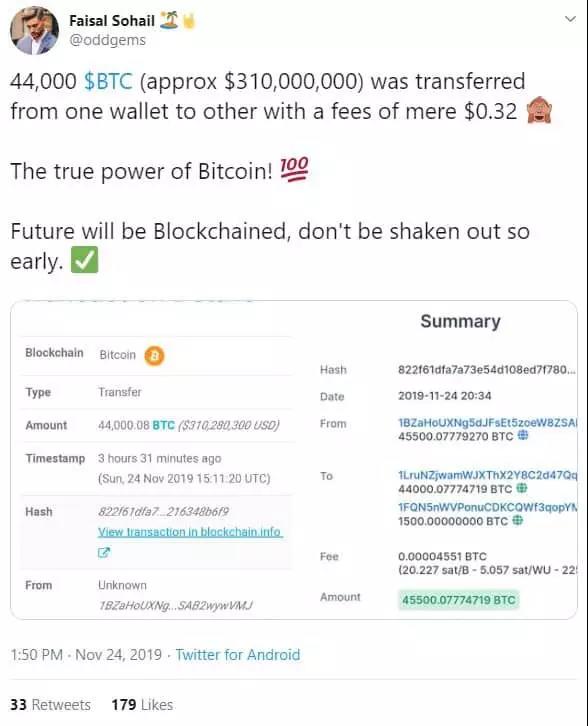 Faisal Sohail 🏝️🤘
@oddgems
44,000 $BTC (approx $310,000,000) was transferred
from one wallet to other with a fees of mere $0.32 🙈
The true power of Bitcoin! 💯
Future will be Blockchained, don't be shaken out so
early. ✅
Blockchain Bitcoin
Type Transfer
Amount 44,000.08 BTC ($310,280,300 USD)
Timestamp 3 hours 31 minutes ago
(Sun, 24 Nov 2019 15:11:20 UTC)
Hash 822f61dfa7...216348b6f9
View transaction in blockchain.info
From Unknown
1BZaHoUXNg...SAB2wywVMJ
Summary
Hash 822f61dfa7a73e54d108ed7f780...
Date 2019-11-24 20:34
From 1BZaHoUXNg5dJFsEt5zoeW8ZSA
45500.07779270 BTC
To 1LruNZjwamWJXThX2Y8C2d47Qq
44000.07774719 BTC
1FQN5nWVPonuCDKCQWf3qopYM
1500.00000000 BTC
Fee 0.00004551 BTC
(20.227 sat/B - 5.057 sat/WU - 22
Amount 45500.07774719 BTC
1:50 PM · Nov 24, 2019 · Twitter for Android
33 Retweets 179 Likes